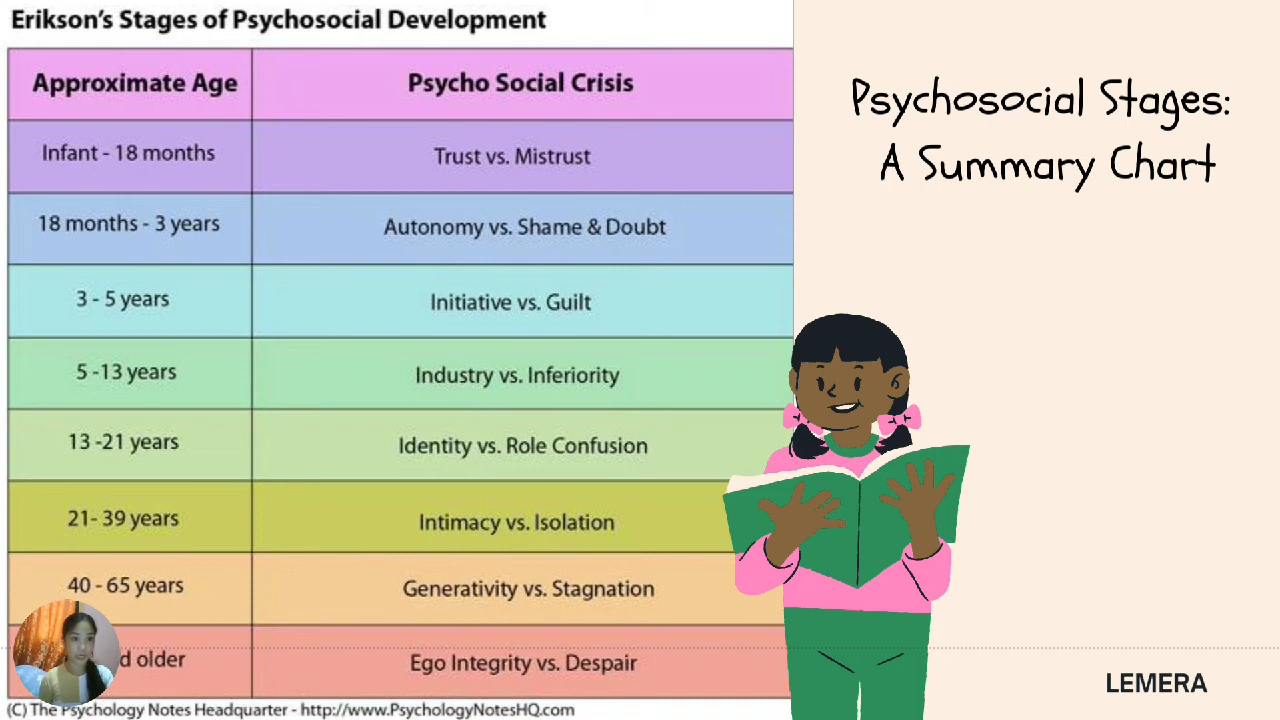 Erikson's Stages of Psychosocial Development
Approximate Age
Psycho Social Crisis
Infant - 18 months
Trust vs. Mistrust
18 months - 3 years
Autonomy vs. Shame & Doubt
3 - 5 years
Initiative vs. Guilt
5 -13 years
Industry vs. Inferiority
13 -21 years
Identity vs. Role Confusion
21- 39 years
Intimacy vs. Isolation
40 - 65 years
Generativity vs. Stagnation
older
Ego Integrity vs. Despair
(C) The Psychology Notes Headquarter - http://www.PsychologyNotesHQ.com
Psychosocial Stages:
A Summary Chart
LEMERA